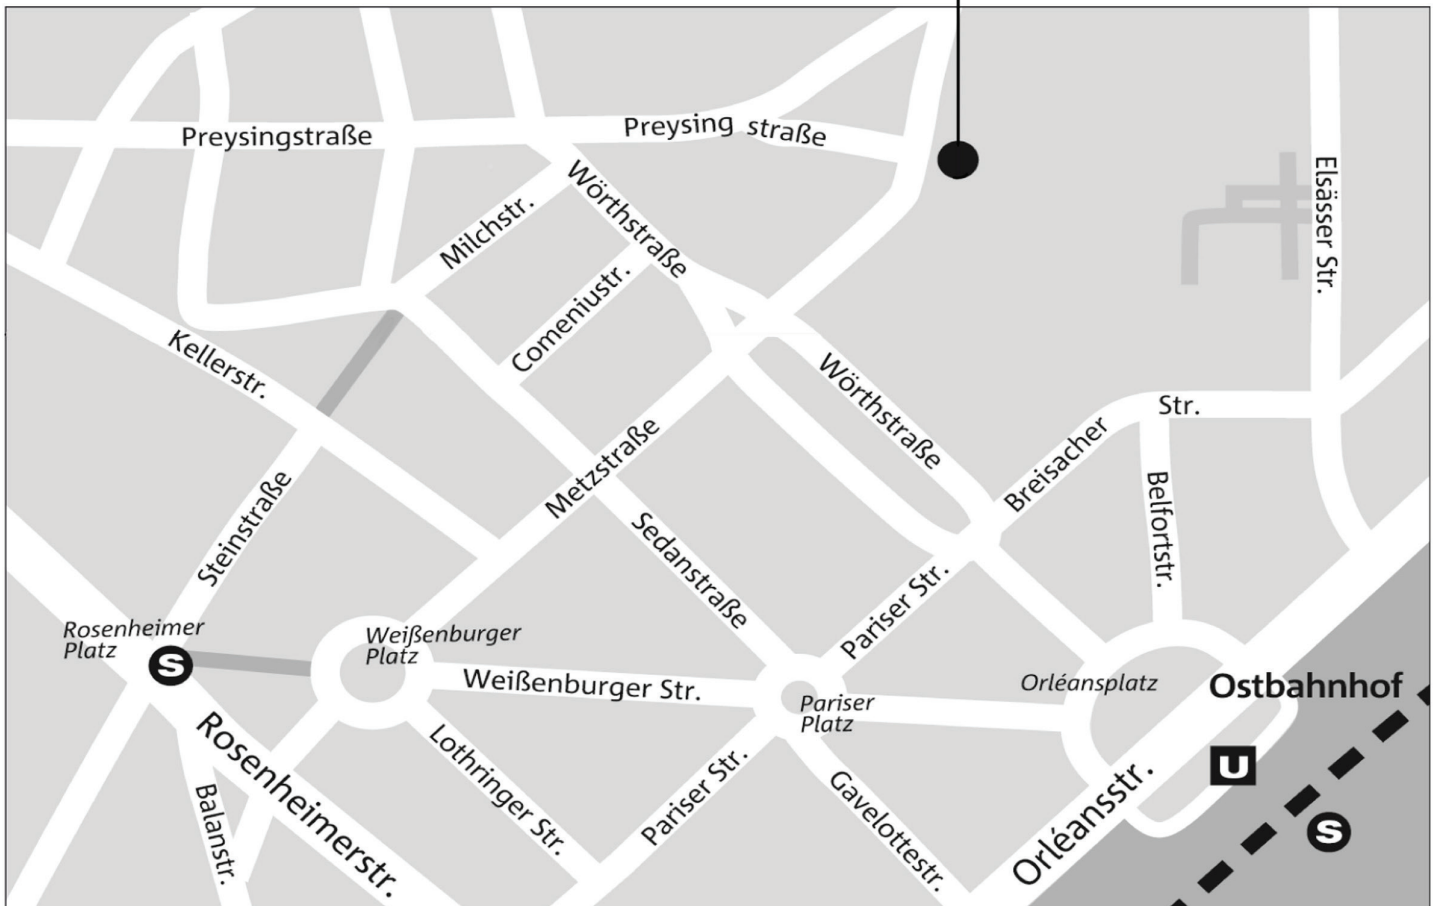 Preysingstraße
Preysing straße
Elsässer Str.
Milchstr.
Wörthstraße
Comeniustr.
Kellerstr.
Wörthstraße
Breisacher Str.
Metzstraße
Steinstraße
Belfortstr.
Sedanstraße
Pariser Str.
Rosenheimer
Platz
S
Weißenburger
Platz
Weißenburger Str.
Orléansplatz
Ostbahnhof
Pariser
Platz
Rosenheimerstr.
Lothringer Str.
Pariser Str.
U
Balanstr.
Gavelottestr.
Orléansstr.
S